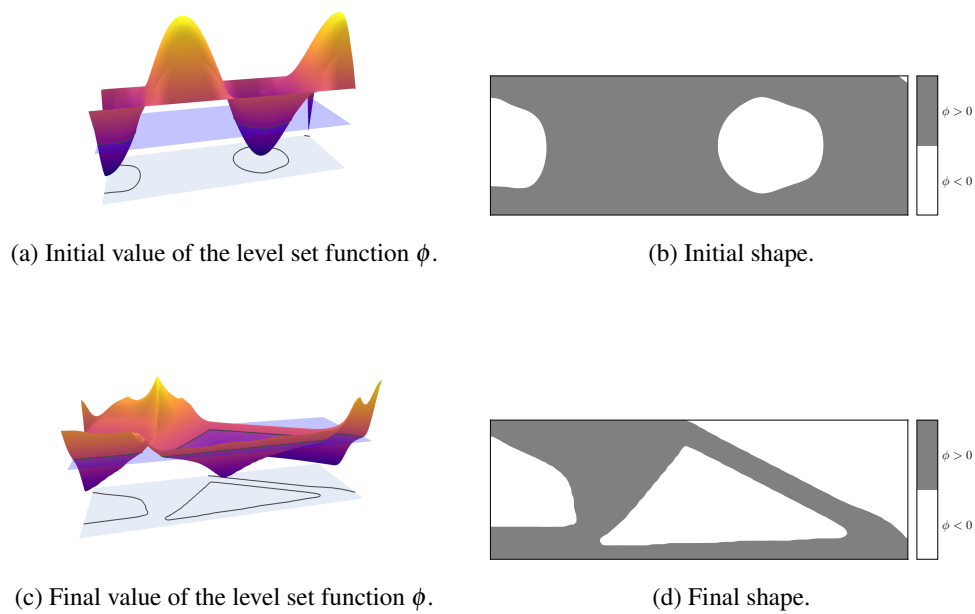 ϕ > 0
ϕ < 0
(a) Initial value of the level set function ϕ.
(b) Initial shape.
ϕ > 0
ϕ < 0
(c) Final value of the level set function ϕ.
(d) Final shape.